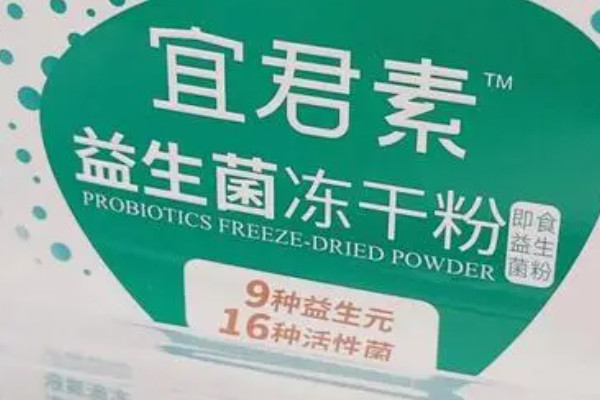 宜君素™
益生菌冻干粉
PROBIOTICS FREEZE-DRIED POWDER
即食
益生
菌粉
9种益生元
16种活性菌